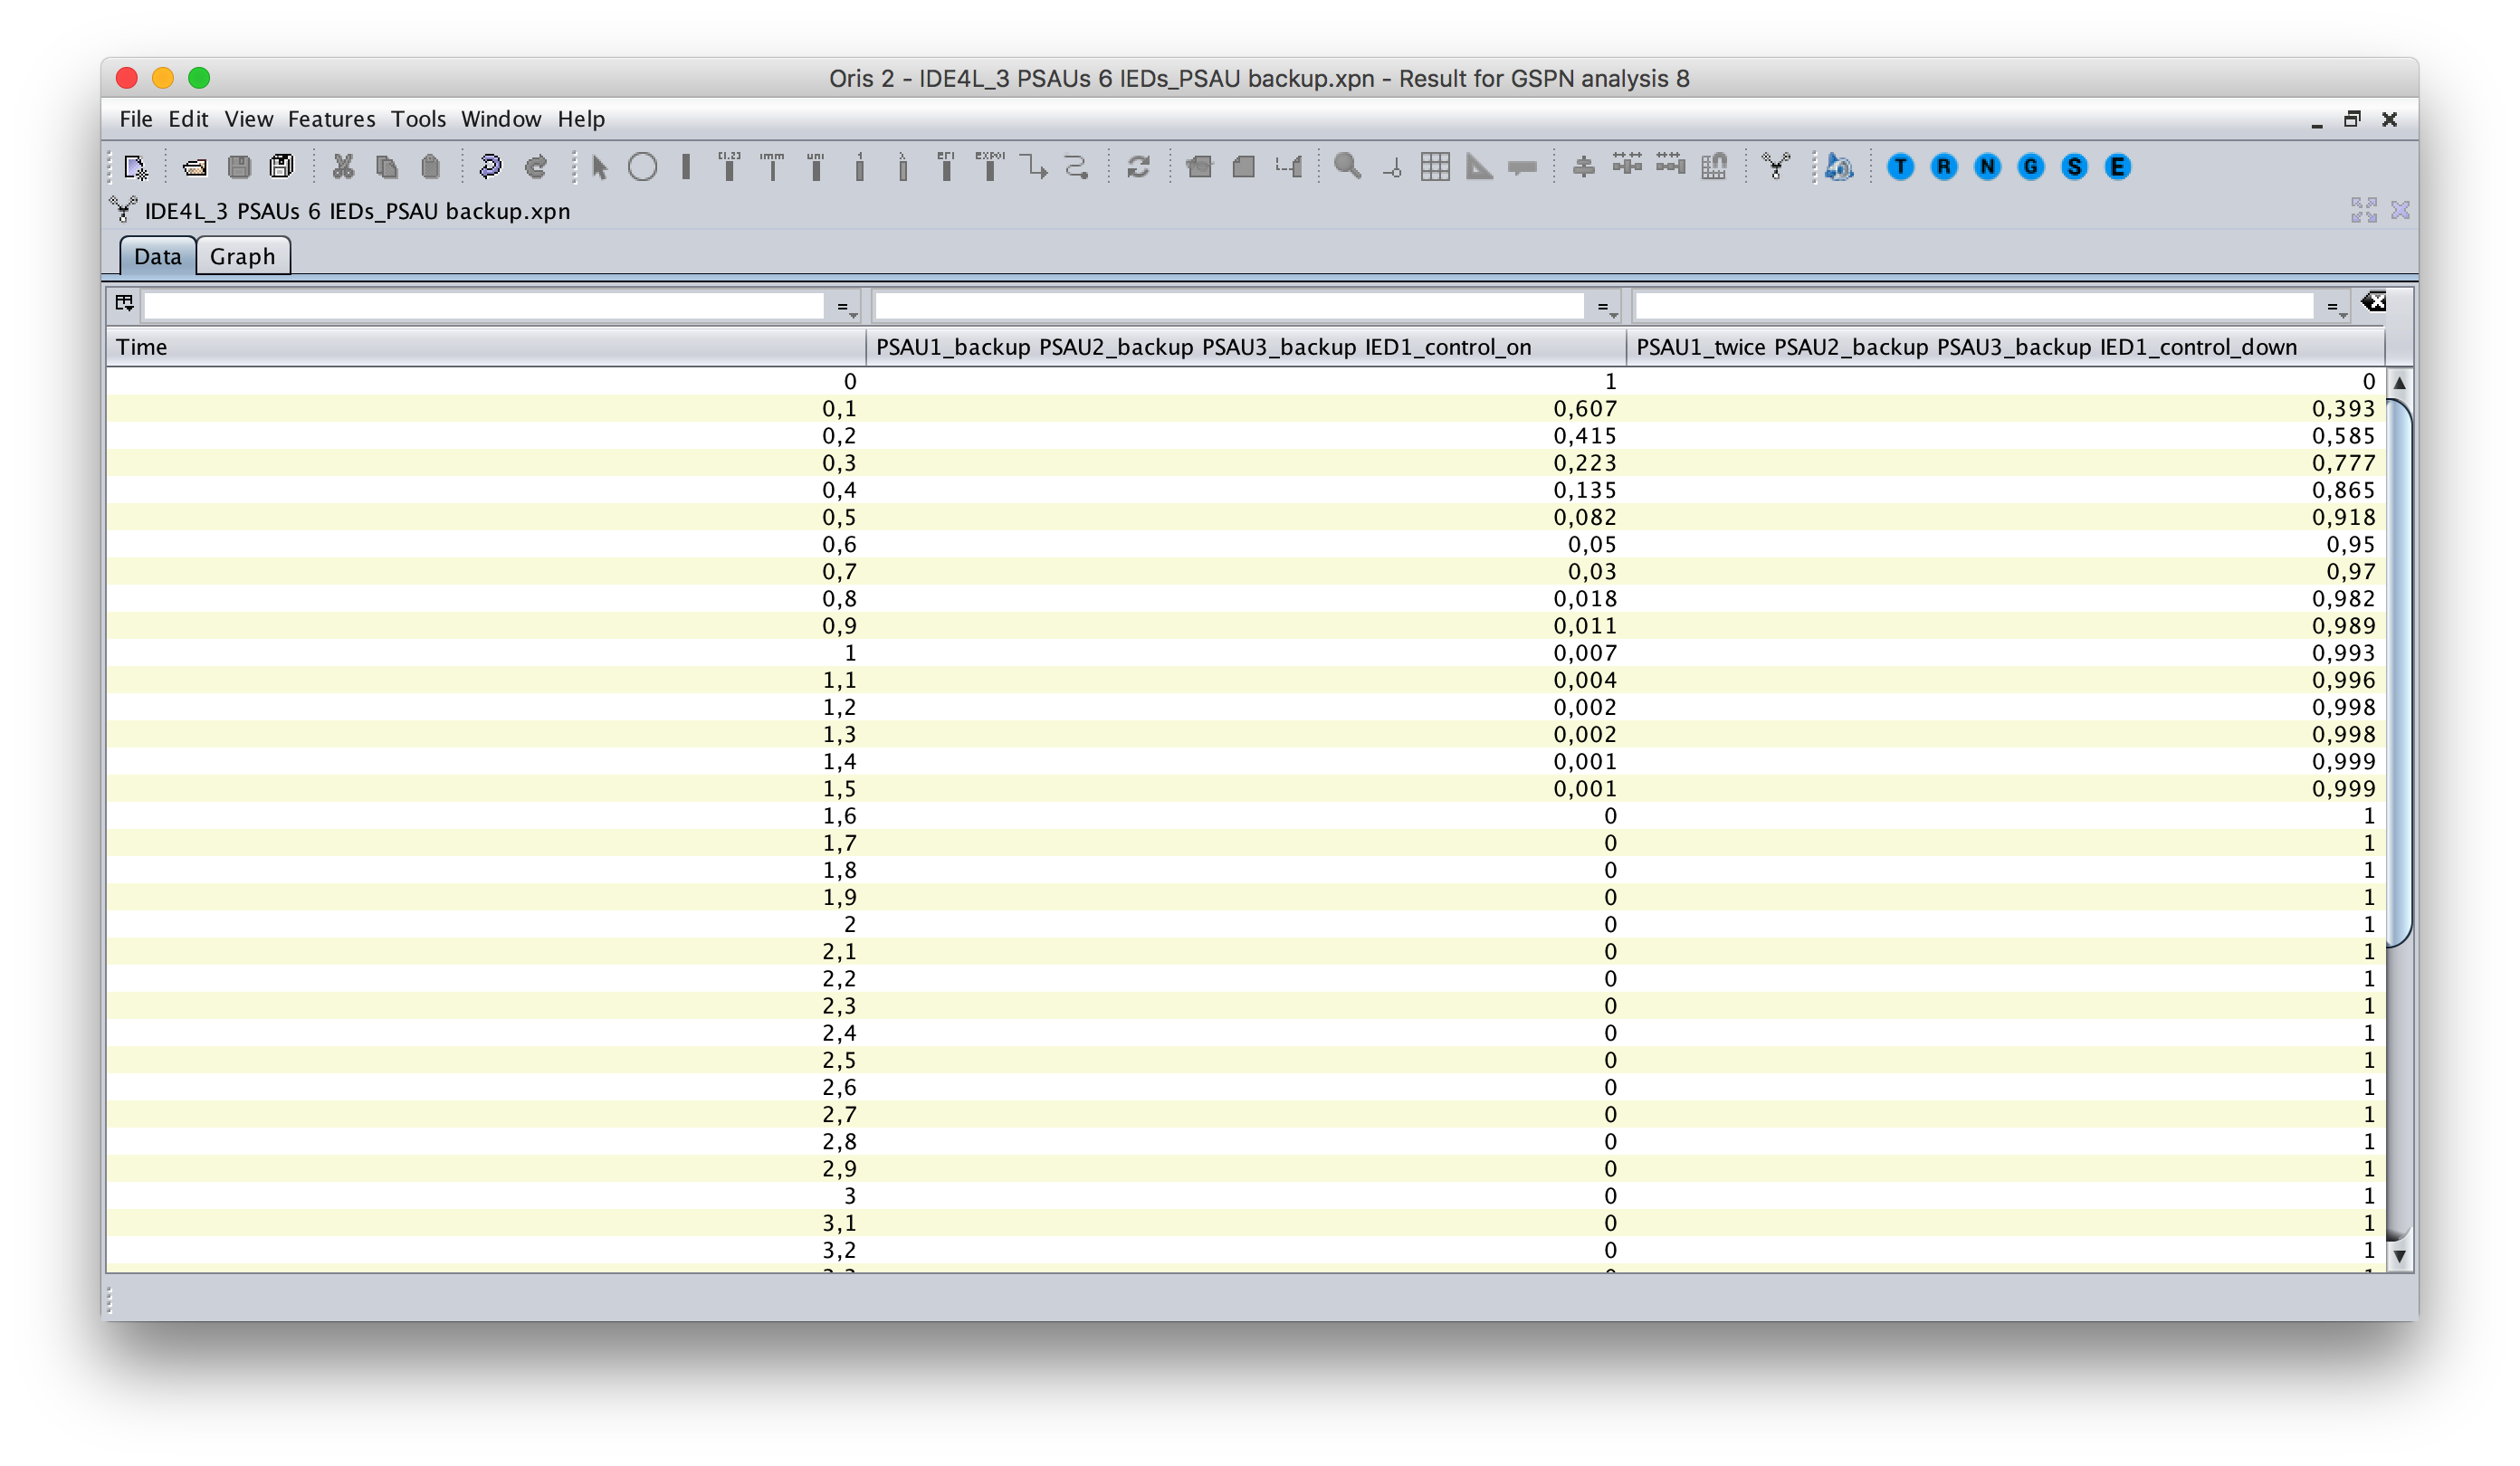 Oris 2 - IDE4L_3 PSAUs 6 IEDs_PSAU backup.xpn - Result for GSPN analysis 8
File Edit View Features Tools Window Help
[1,2] imm uni 1 λ ERl EXPOl T R N G S E
IDE4L_3 PSAUs 6 IEDs_PSAU backup.xpn
Data Graph
= = =
Time PSAU1_backup PSAU2_backup PSAU3_backup IED1_control_on PSAU1_twice PSAU2_backup PSAU3_backup IED1_control_down
0 1 0
0,1 0,607 0,393
0,2 0,415 0,585
0,3 0,223 0,777
0,4 0,135 0,865
0,5 0,082 0,918
0,6 0,05 0,95
0,7 0,03 0,97
0,8 0,018 0,982
0,9 0,011 0,989
1 0,007 0,993
1,1 0,004 0,996
1,2 0,002 0,998
1,3 0,002 0,998
1,4 0,001 0,999
1,5 0,001 0,999
1,6 0 1
1,7 0 1
1,8 0 1
1,9 0 1
2 0 1
2,1 0 1
2,2 0 1
2,3 0 1
2,4 0 1
2,5 0 1
2,6 0 1
2,7 0 1
2,8 0 1
2,9 0 1
3 0 1
3,1 0 1
3,2 0 1